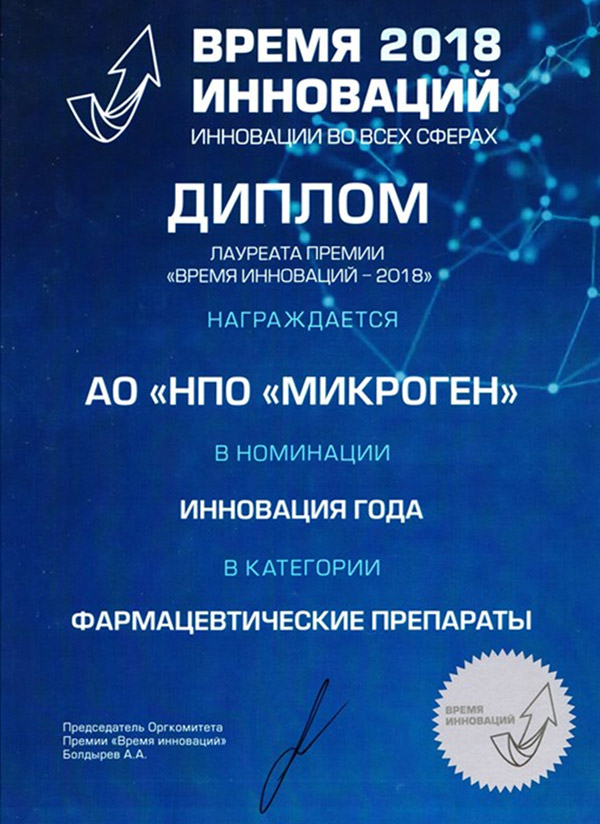 ВРЕМЯ 2018
ИННОВАЦИЙ
ИННОВАЦИИ ВО ВСЕХ СФЕРАХ
ДИПЛОМ
ЛАУРЕАТА ПРЕМИИ
«ВРЕМЯ ИННОВАЦИЙ – 2018»
НАГРАЖДАЕТСЯ
АО «НПО «МИКРОГЕН»
В НОМИНАЦИИ
ИННОВАЦИЯ ГОДА
В КАТЕГОРИИ
ФАРМАЦЕВТИЧЕСКИЕ ПРЕПАРАТЫ
Председатель Оргкомитета
Премии «Время инноваций»
Болдырев А.А.
ВРЕМЯ
ИННОВАЦИЙ